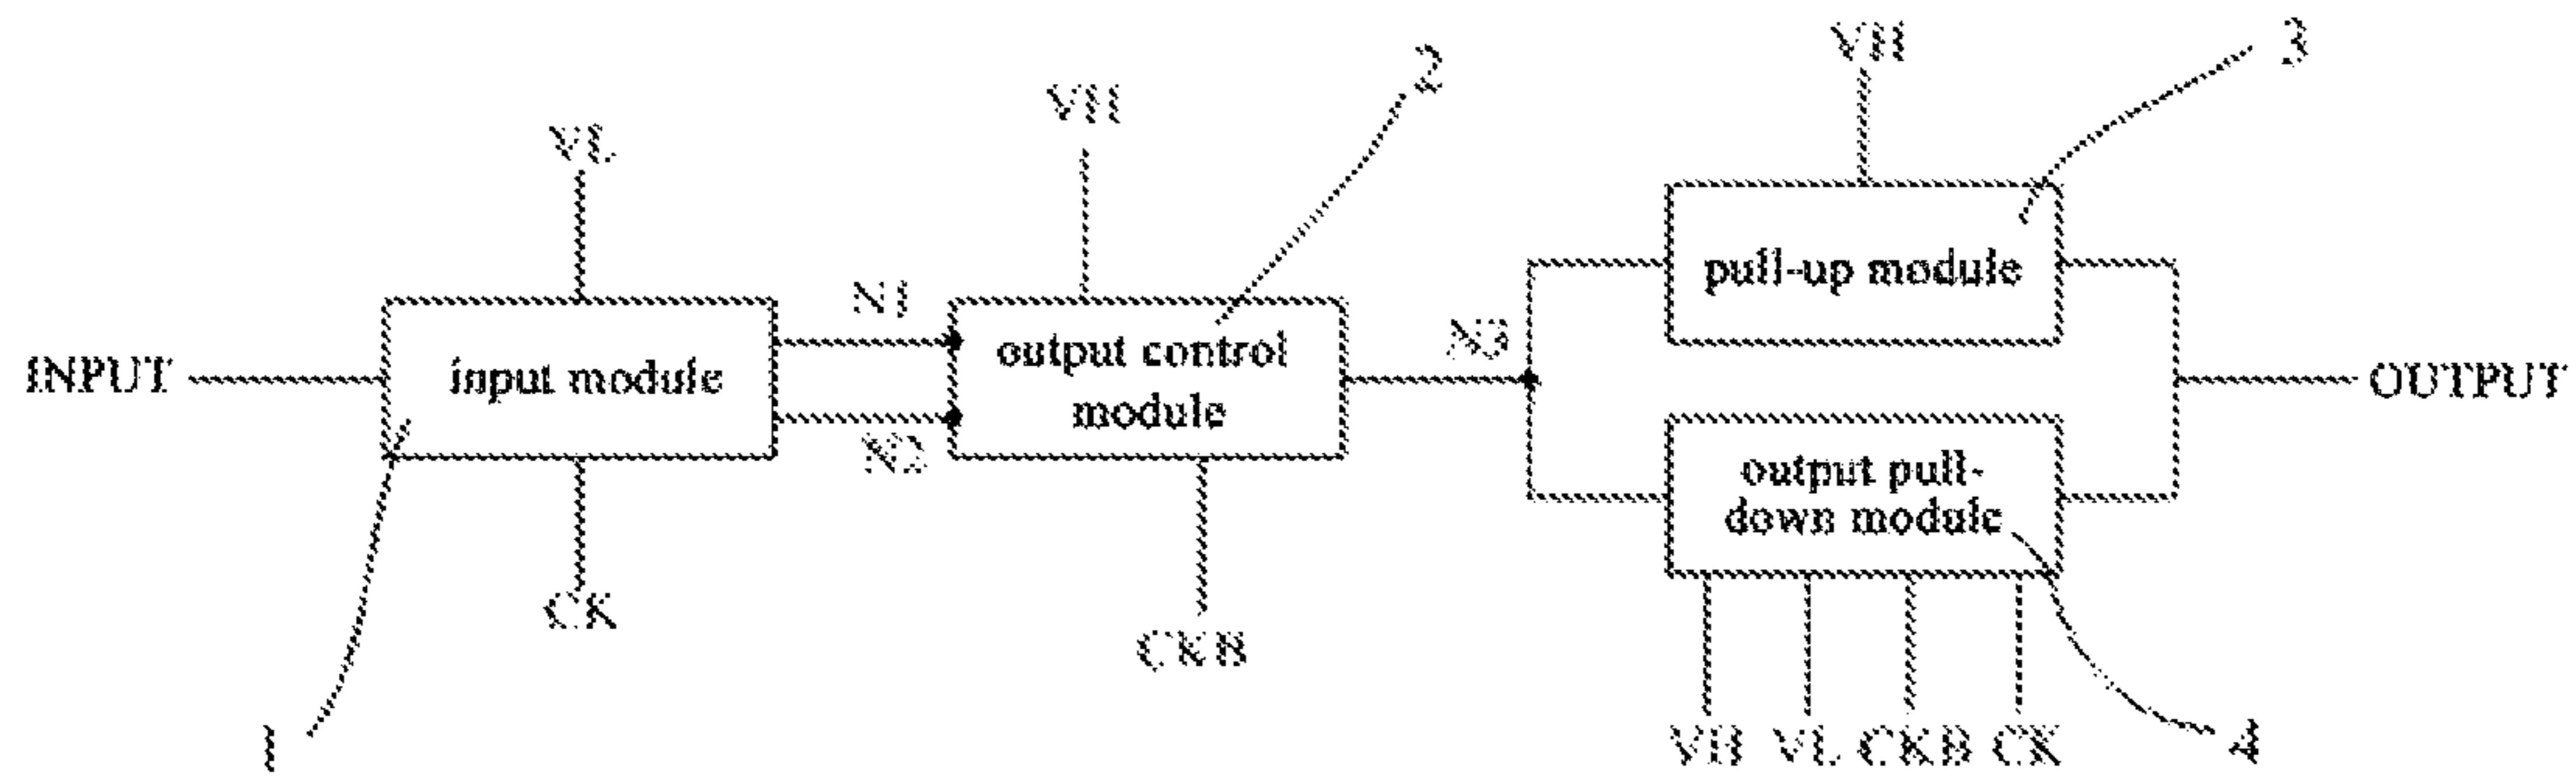 VH
3
2
VH
VL
pull-up module
N1
N3
INPUT
input module
output control
module
OUTPUT
N2
output pull-
down module
CK
CKB
1
VH VL CKB CK
4